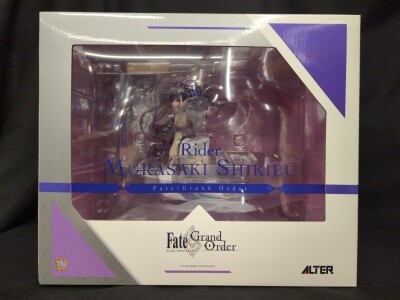 Rider
MURASAKI SHIKIBU
Fate/Grand Order
Fate Grand
Order
ALTER